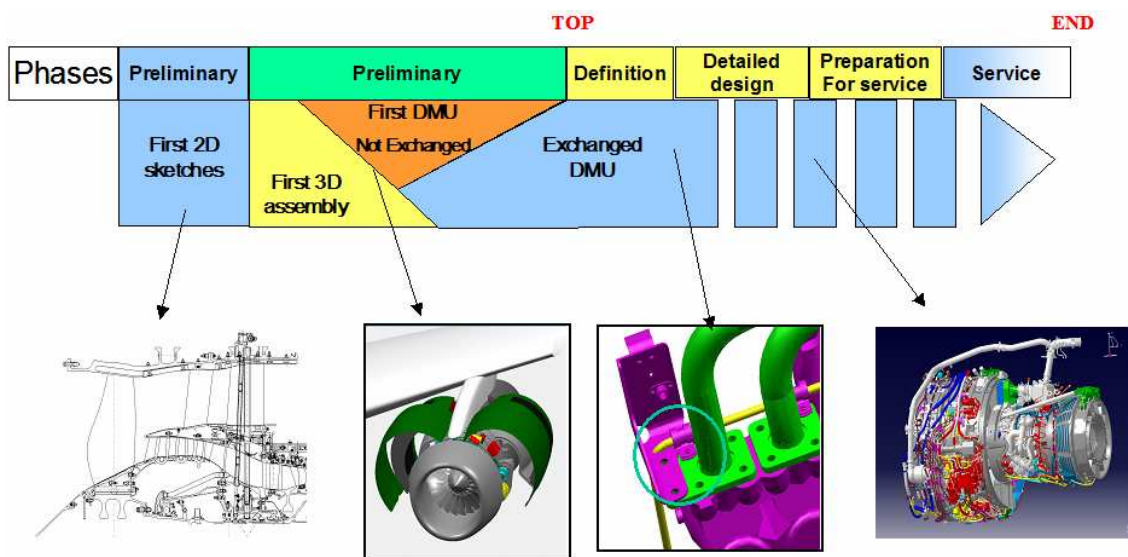 TOP
END
Phases
Preliminary
Preliminary
Definition
Detailed
design
Preparation
For service
Service
First 2D
sketches
First 3D
assembly
First DMU
Not Exchanged
Exchanged
DMU